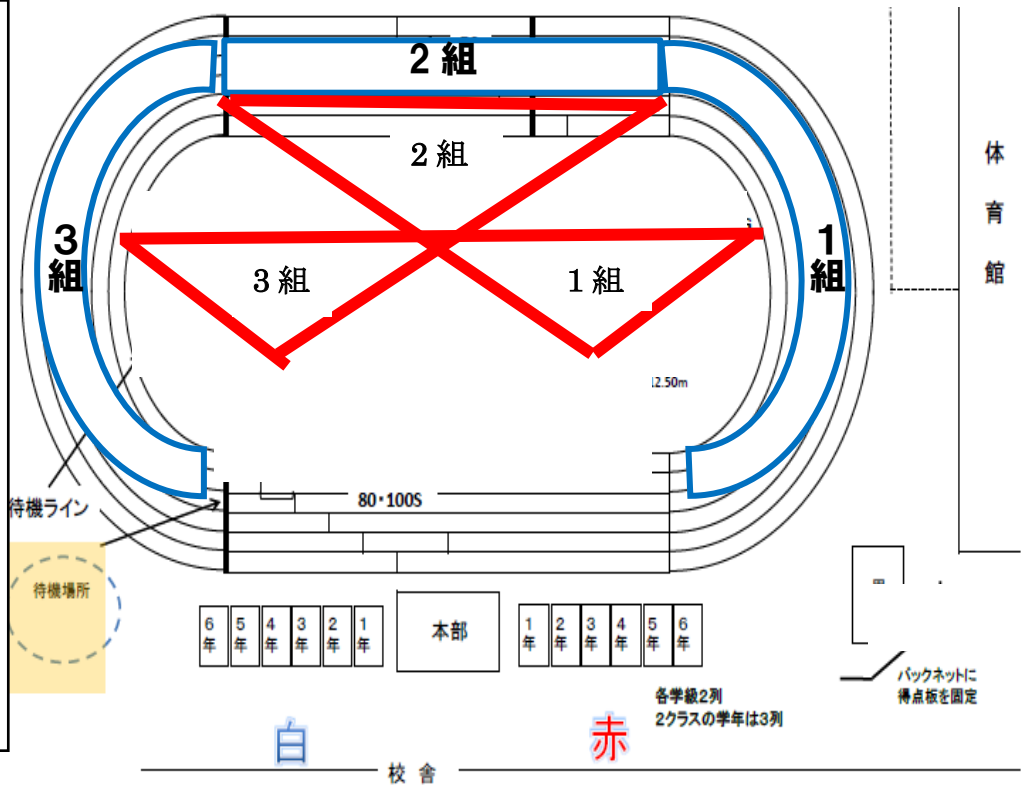 2組
2組
3組
1組
3組
1組
体育館
12.50m
80・100S
待機ライン
待機場所
6年
5年
4年
3年
2年
1年
本部
1年
2年
3年
4年
5年
6年
バックネットに
得点板を固定
各学級2列
2クラスの学年は3列
白
赤
校舎